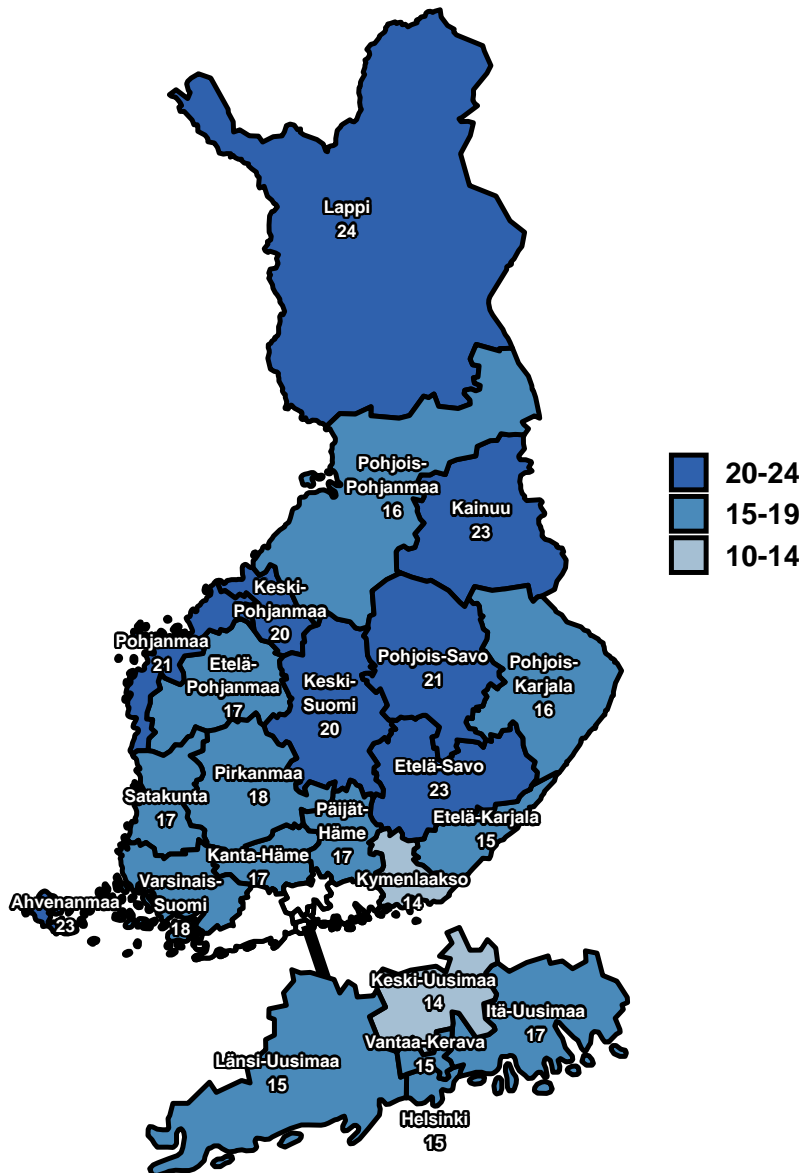 Lappi
24
Pohjois-
Pohjanmaa
16
Kainuu
23
20-24
15-19
10-14
Keski-
Pohjanmaa
20
Pohjanmaa
21
Etelä-
Pohjanmaa
17
Keski-
Suomi
20
Pohjois-Savo
21
Pohjois-
Karjala
16
Etelä-Savo
23
Pirkanmaa
18
Satakunta
17
Päijät-
Häme
17
Etelä-Karjala
15
Kanta-Häme
17
Kymenlaakso
14
Varsinais-
Suomi
18
Ahvenanmaa
23
Keski-Uusimaa
14
Itä-Uusimaa
17
Vantaa-Kerava
15
Länsi-Uusimaa
15
Helsinki
15